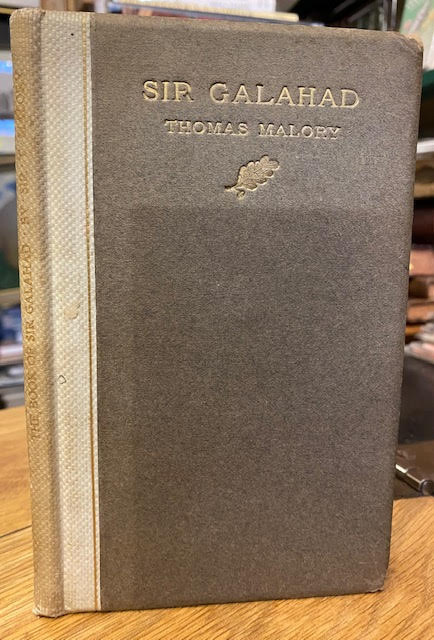 SIR GALAHAD
THOMAS MALORY
THE BOOK OF SIR GALAHAD